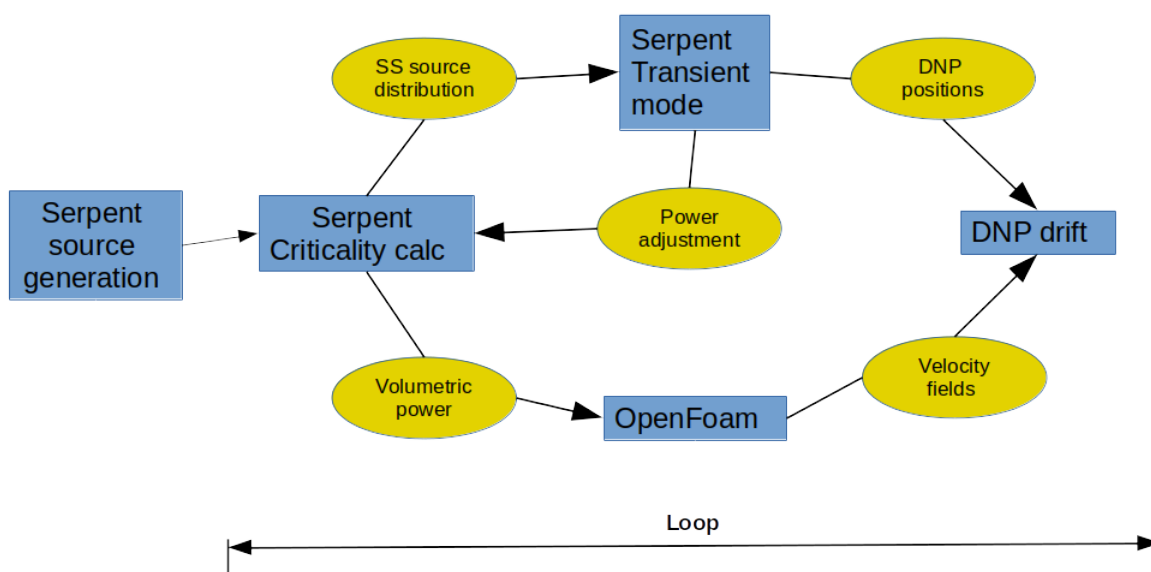 SS source
distribution
Serpent
Transient
mode
DNP
positions
Serpent
source
generation
Serpent
Criticality calc
Power
adjustment
DNP drift
Volumetric
power
OpenFoam
Velocity
fields
Loop